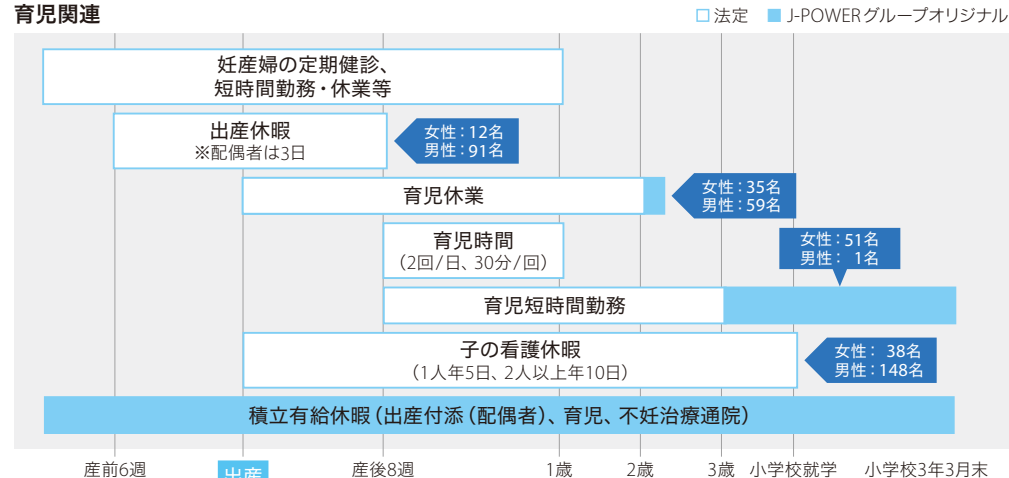 育児関連
法定
J-POWERグループオリジナル
妊産婦の定期健診、
短時間勤務・休業等
出産休暇
※配偶者は3日
女性：12名
男性：91名
育児休業
女性：35名
男性：59名
育児時間
（2回/日、30分/回）
女性：51名
男性： 1名
育児短時間勤務
子の看護休暇
（1人年5日、2人以上年10日）
女性： 38名
男性：148名
積立有給休暇（出産付添（配偶者）、育児、不妊治療通院）
産前6週
出産
産後8週
1歳
2歳
3歳
小学校就学
小学校3年3月末